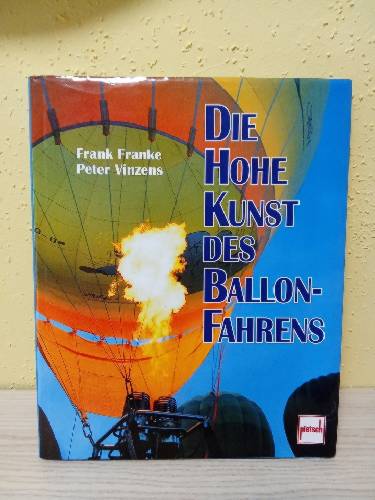 Frank Franke
Peter Vinzens
DIE
HOHE
KUNST
DES
BALLON-
FAHRENS
pietsch